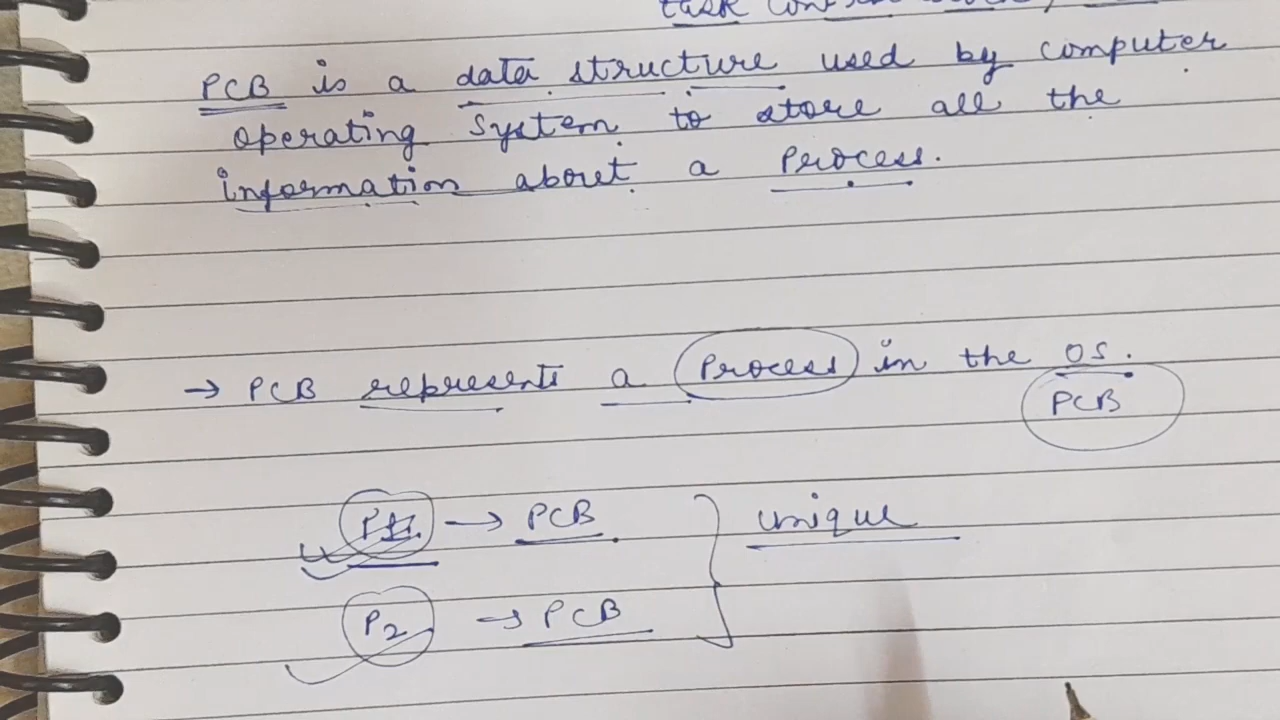 task
PCB is a data structure used by computer
operating system to store all the
information about a Process.
→ PCB represents a Process in the OS.
PCB
P1 → PCB
unique
P2 → PCB